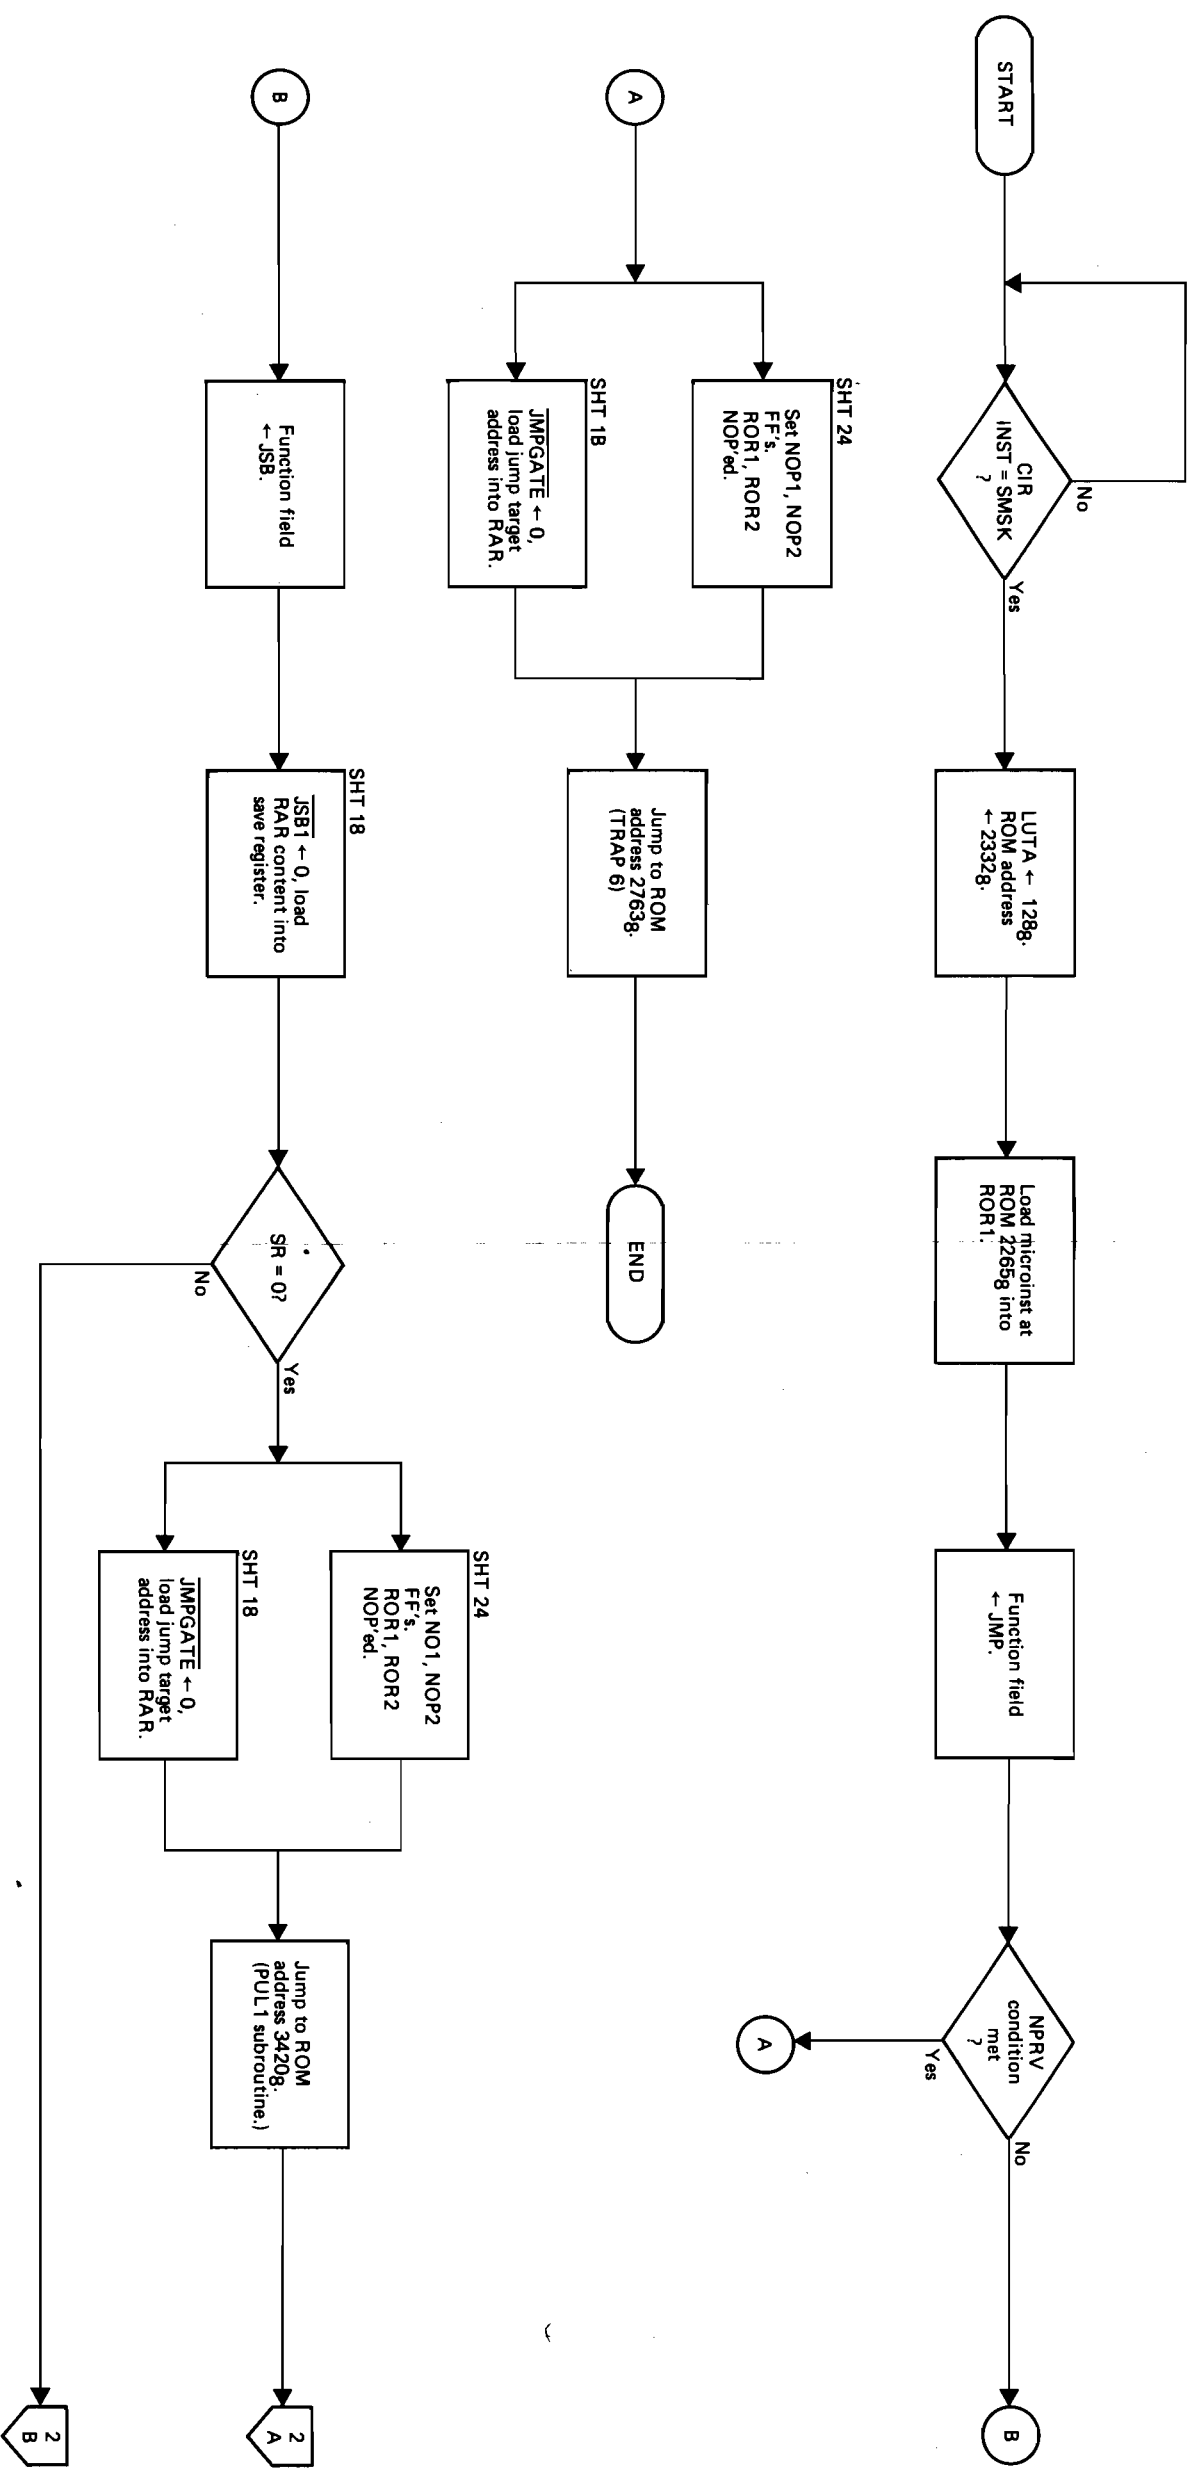 START
CIR
INST = SMSK
?
No
Yes
LUTA ← 128₈.
ROM address
← 2332₈.
Load microinst at
ROM 2265₈ into
ROR1.
Function field
← JMP.
NPRV
condition
met
?
Yes
No
A
B
A
SHT 24
Set NOP1, NOP2
FF's.
ROR1, ROR2
NOP'ed.
SHT 1B
JMPGATE ← 0,
load jump target
address into RAR.
Jump to ROM
address 2763₈.
(TRAP 6)
END
B
Function field
← JSB.
SHT 18
JSB1 ← 0, load
RAR content into
save register.
SR = 0?
No
Yes
SHT 24
Set NO1, NOP2
FF's.
ROR1, ROR2
NOP'ed.
SHT 18
JMPGATE ← 0,
load jump target
address into RAR.
Jump to ROM
address 3420₈.
(PUL1 subroutine.)
2
A
2
B